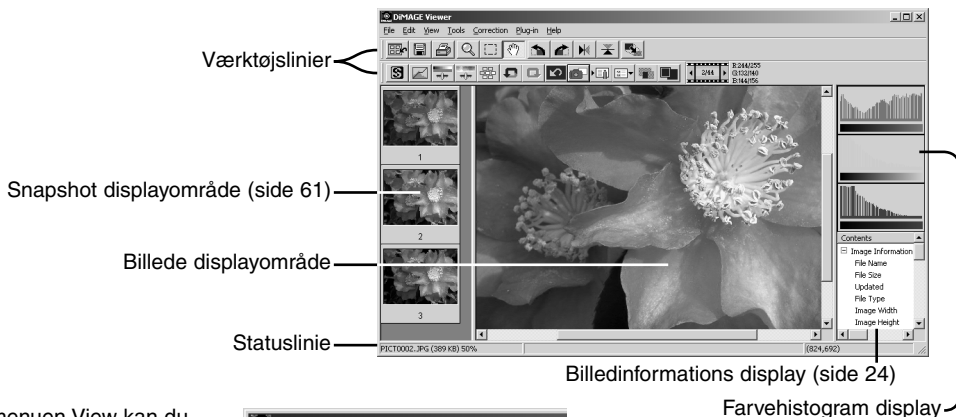 DiMAGE Viewer
File Edit View Tools Correction Plug-in Help
Værktøjslinier
2/44
R:244/255
G:132/140
B:144/156
1
Snapshot displayområde (side 61)
2
Billede displayområde
3
Contents
Image Information
File Name
File Size
Updated
File Type
Image Width
Image Height
Statuslinie
PICT0002.JPG (389 KB) 50%
(824,692)
Billedinformations display (side 24)
Farvehistogram display
menuen View kan du